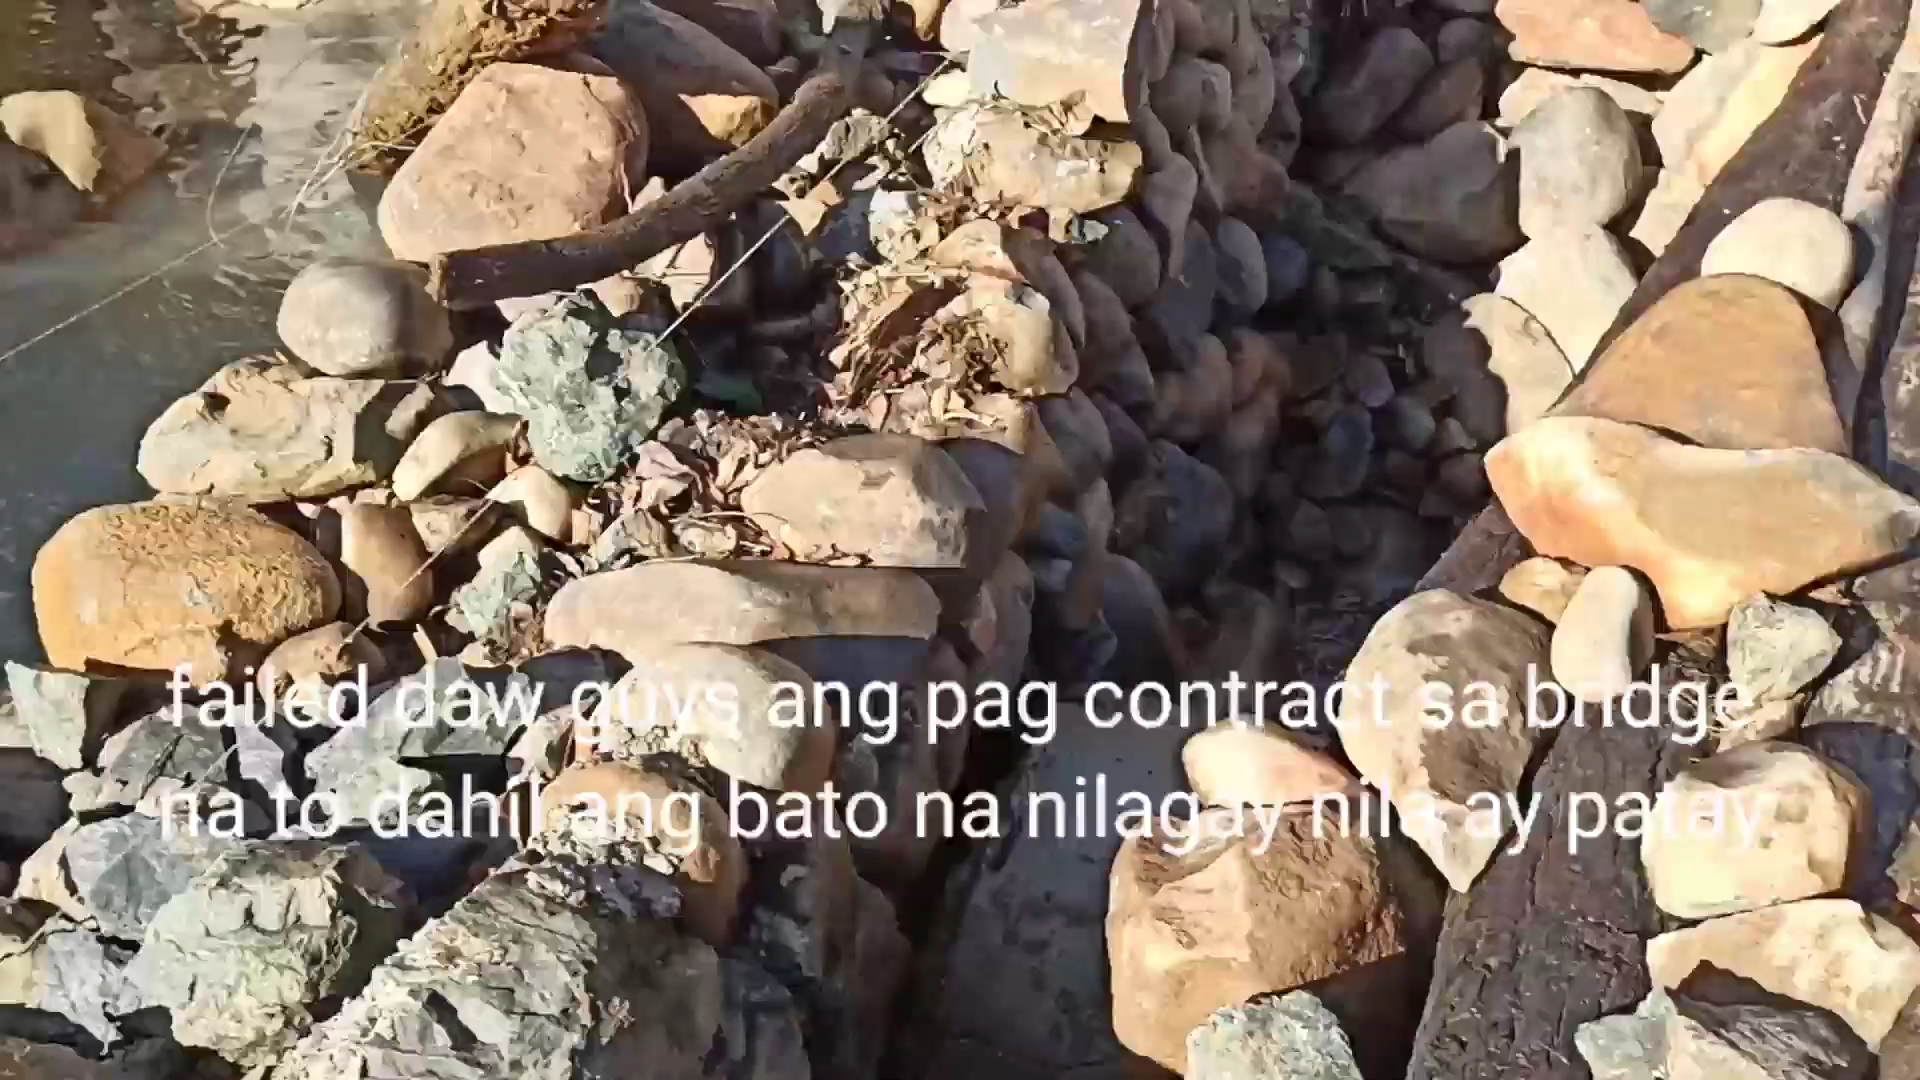 failed daw guys ang pag contract sa bridge
na to dahil ang bato na nilagay nila ay patay